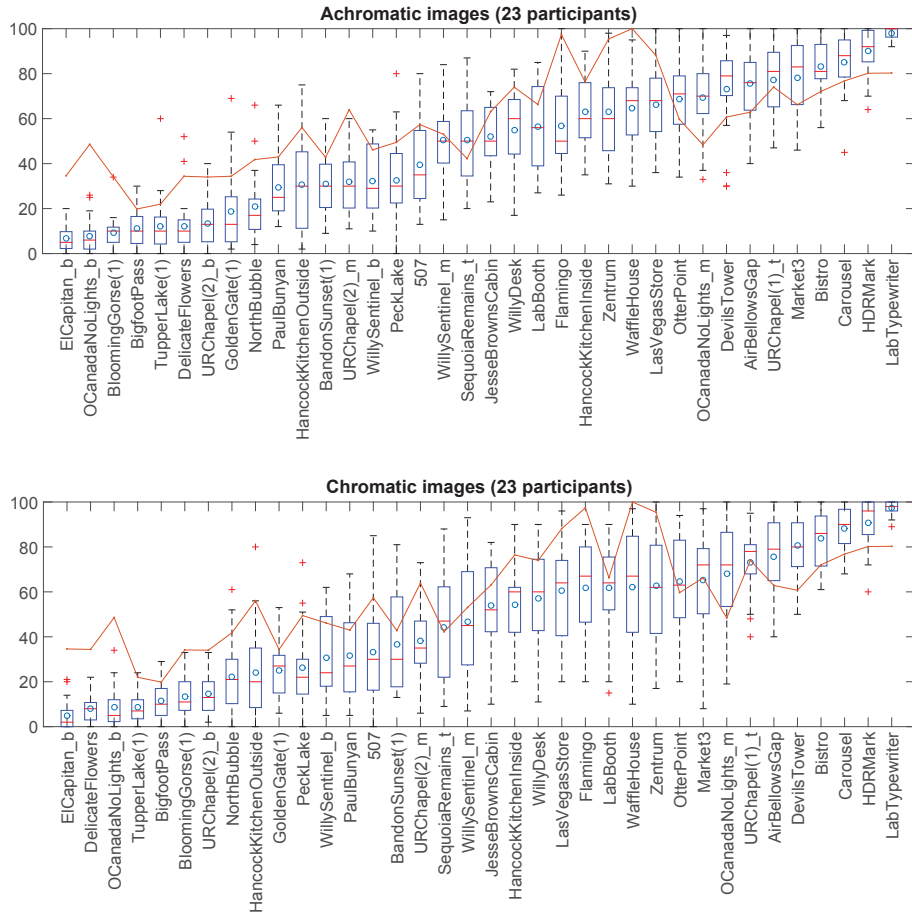 Achromatic images (23 participants)
100
80
60
40
20
0
ElCapitan_b
OCanadaNoLights_b
BloomingGorse(1)
BigfootPass
TupperLake(1)
DelicateFlowers
URChapel(2)_b
GoldenGate(1)
NorthBubble
PaulBunyan
HancockKitchenOutside
BandonSunset(1)
URChapel(2)_m
WillySentinel_b
PeckLake
507
WillySentinel_m
SequoiaRemains_t
JesseBrownsCabin
WillyDesk
LabBooth
Flamingo
HancockKitchenInside
Zentrum
WaffleHouse
LasVegasStore
OtterPoint
OCanadaNoLights_m
DevilsTower
AirBellowsGap
URChapel(1)_t
Market3
Bistro
Carousel
HDRMark
LabTypewriter
Chromatic images (23 participants)
100
80
60
40
20
0
ElCapitan_b
DelicateFlowers
OCanadaNoLights_b
TupperLake(1)
BigfootPass
BloomingGorse(1)
URChapel(2)_b
NorthBubble
HancockKitchenOutside
GoldenGate(1)
PeckLake
WillySentinel_b
PaulBunyan
507
BandonSunset(1)
URChapel(2)_m
SequoiaRemains_t
WillySentinel_m
JesseBrownsCabin
HancockKitchenInside
WillyDesk
LasVegasStore
Flamingo
LabBooth
WaffleHouse
Zentrum
OtterPoint
Market3
OCanadaNoLights_m
URChapel(1)_t
AirBellowsGap
DevilsTower
Bistro
Carousel
HDRMark
LabTypewriter